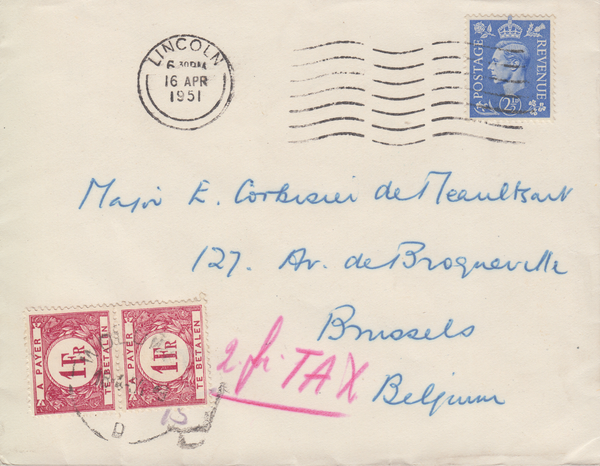 LINCOLN
6 30PM
16 APR
1951
POSTAGE REVENUE
2½D
Major E. Corbisier de Meaultsart
127. Av. de Broqueville
Brussels
Belgium
2 fr. TAX
A PAYER 1 FR TE BETALEN
A PAYER 1 FR TE BETALEN
D
15